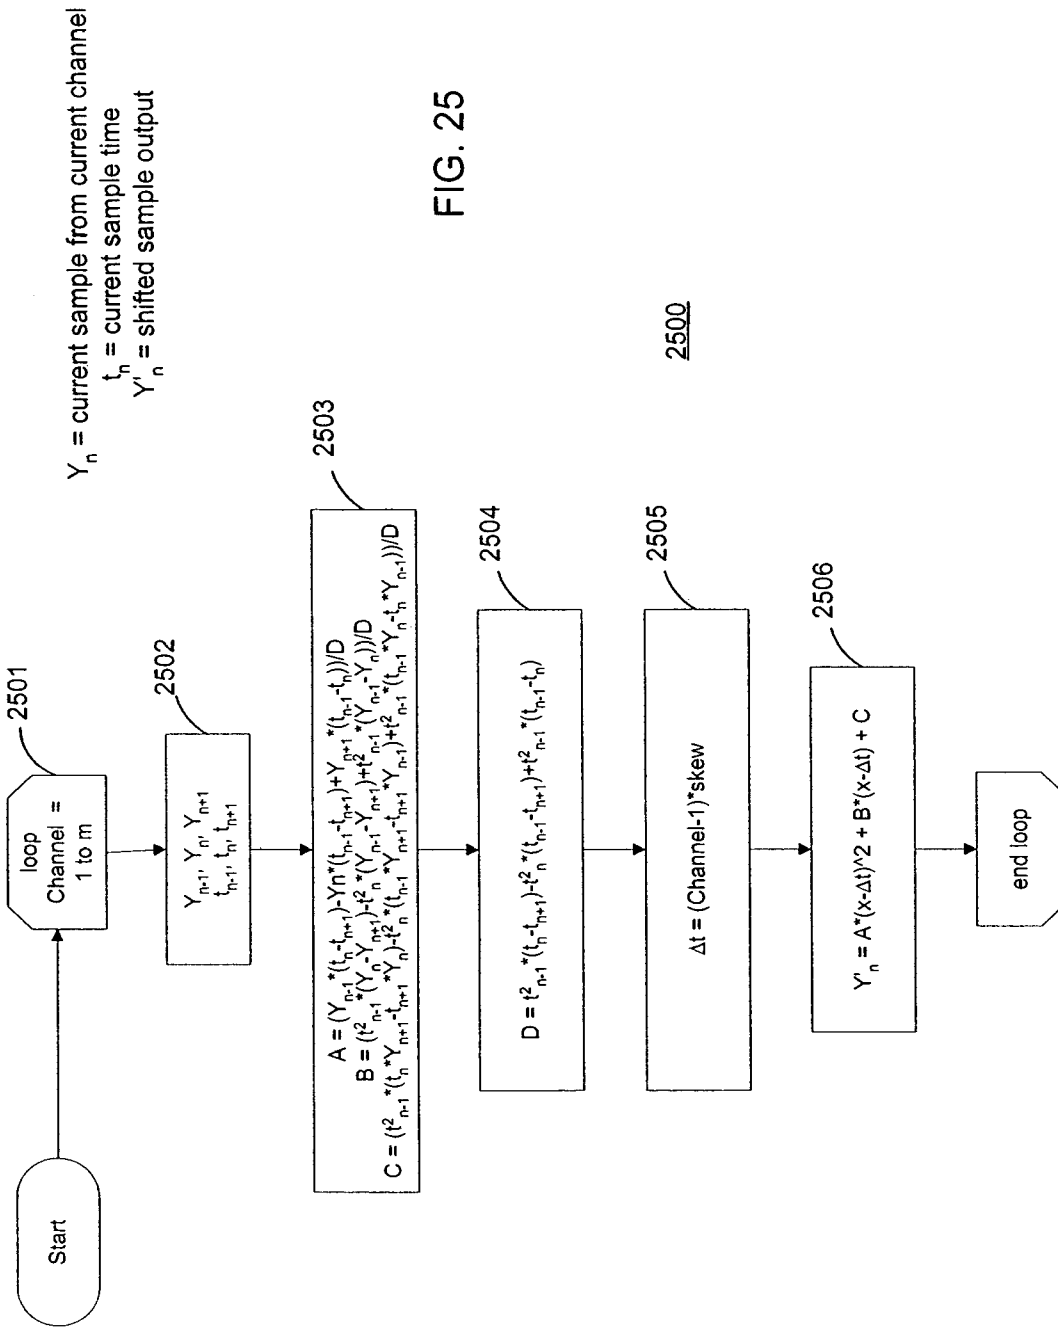 Start
2501
loop
Channel =
1 to m
2502
Yₙ₋₁, Yₙ, Yₙ₊₁
tₙ₋₁, tₙ, tₙ₊₁
2503
A = (Yₙ₋₁*(tₙ-tₙ₊₁)-Yn*(tₙ₋₁-tₙ₊₁)+Yₙ₊₁*(tₙ₋₁-tₙ))/D
B = (t²ₙ₋₁*(Yₙ-Yₙ₊₁)-t²ₙ*(Yₙ₋₁-Yₙ₊₁)+t²ₙ₋₁*(Yₙ₋₁-Yₙ))/D
C = (t²ₙ₋₁*(tₙ*Yₙ₊₁-tₙ₊₁*Yₙ)-t²ₙ(tₙ₋₁*Yₙ₊₁-tₙ₊₁*Yₙ₋₁)+t²ₙ₋₁*(tₙ₋₁*Yₙ-tₙ*Yₙ₋₁))/D
2504
D = t²ₙ₋₁*(tₙ-tₙ₊₁)-t²ₙ*(tₙ₋₁-tₙ₊₁)+t²ₙ₋₁*(tₙ₋₁-tₙ)
2505
Δt = (Channel-1)*skew
2506
Y'ₙ = A*(x-Δt)^2 + B*(x-Δt) + C
end loop
Yₙ = current sample from current channel
tₙ = current sample time
Y'ₙ = shifted sample output
2500
FIG. 25